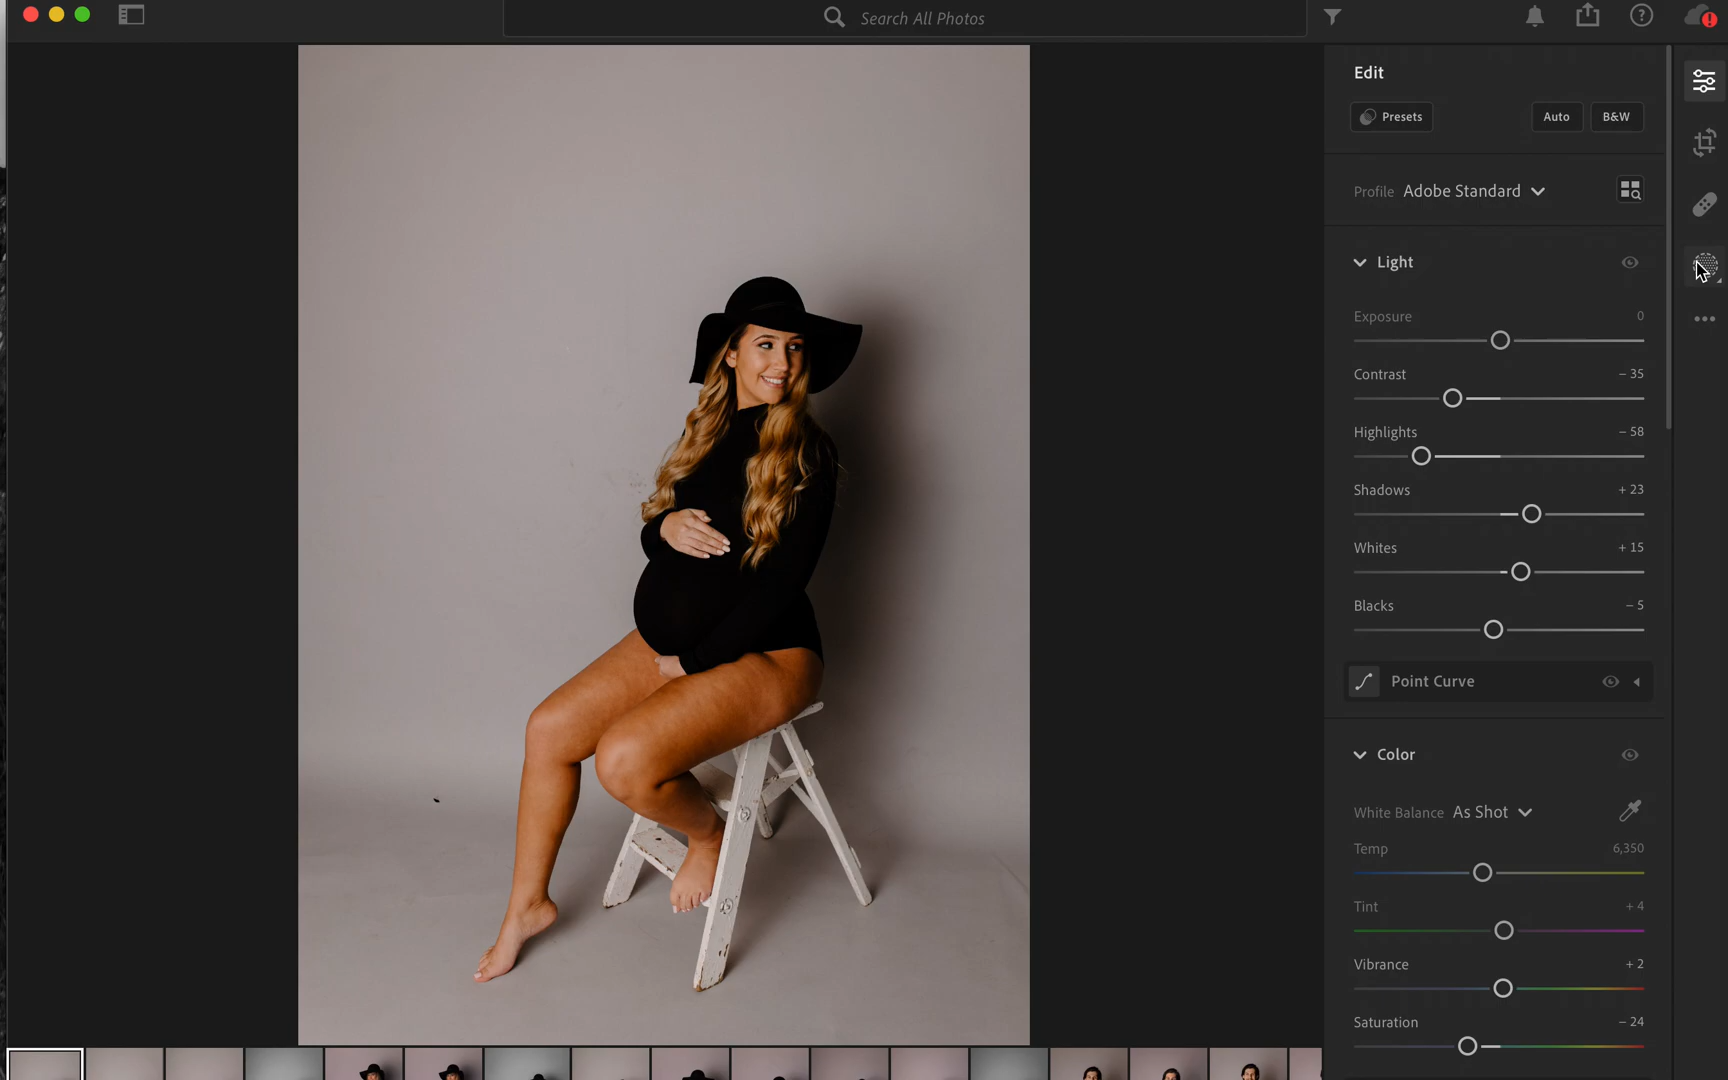 Search All Photos
Edit
Presets Auto B&W
Profile Adobe Standard
Light
Exposure 0
Contrast – 35
Highlights – 58
Shadows + 23
Whites + 15
Blacks – 5
Point Curve
Color
White Balance As Shot
Temp 6,350
Tint + 4
Vibrance + 2
Saturation – 24